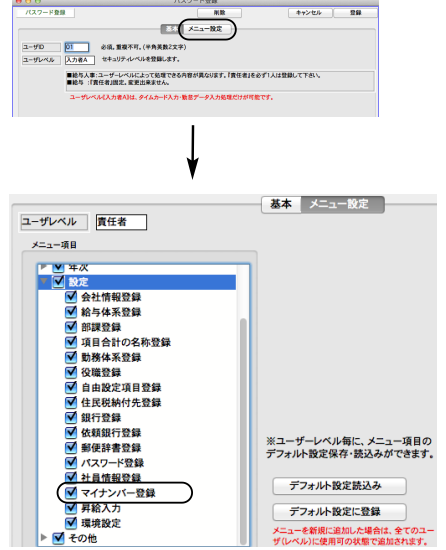 パスワード登録
パスワード登録 削除 キャンセル 登録
基本 メニュー設定
ユーザID 01 必須。重複不可。(半角英数2文字)
ユーザレベル 入力者A セキュリティレベルを登録します。
■給与人事:ユーザーレベルによって処理できる内容が異なります。「責任者」を必ず1人は登録して下さい。
■給与 :「責任者」固定。変更出来ません。
ユーザレベル(入力者A)は、タイムカード入力・勤怠データ入力処理だけが可能です。
基本 メニュー設定
ユーザレベル 責任者
メニュー項目
年次
設定
会社情報登録
給与体系登録
部課登録
項目合計の名称登録
勤務体系登録
役職登録
自由設定項目登録
住民税納付先登録
銀行登録
依頼銀行登録
郵便辞書登録
パスワード登録
社員情報登録
マイナンバー登録
昇給入力
環境設定
その他
※ユーザーレベル毎に、メニュー項目の
デフォルト設定保存・読込みができます。
デフォルト設定読込み
デフォルト設定に登録
メニューを新規に追加した場合は、全てのユー
ザ(レベル)に使用可の状態で追加されます。